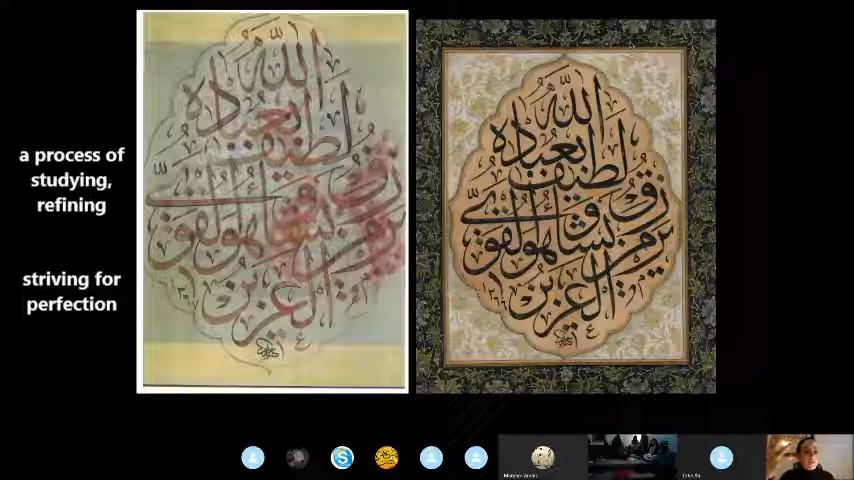 a process of
studying,
refining
striving for
perfection
الله لطيف بعباده يرزق من يشاء وهو القوي العزيز
الله لطيف بعباده يرزق من يشاء وهو القوي العزيز